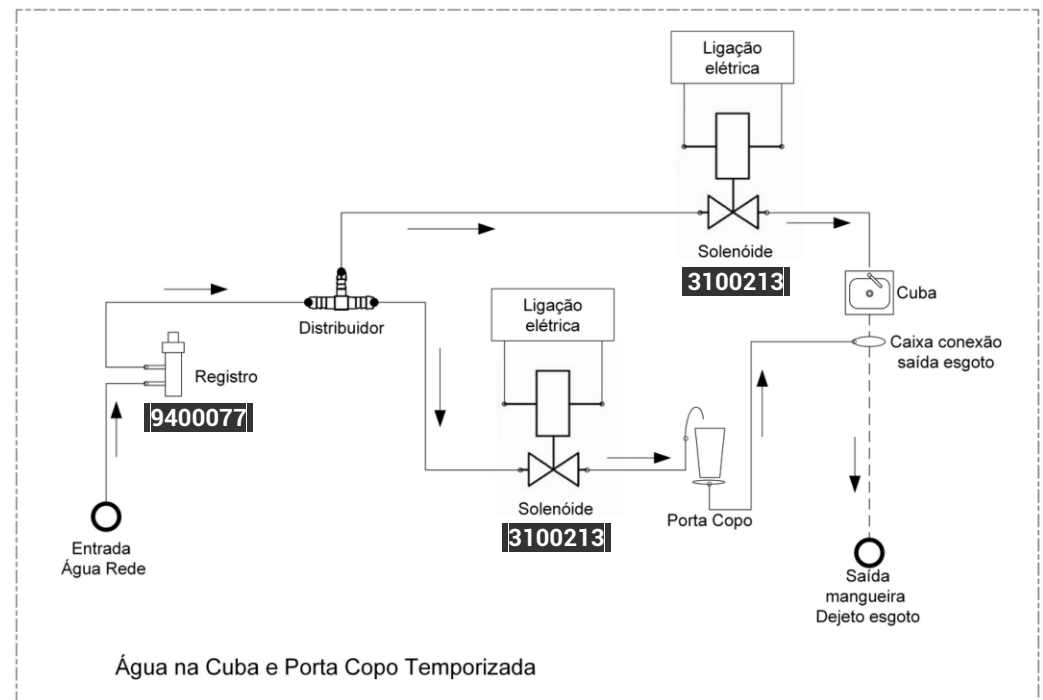 Ligação
elétrica
Solenóide
3100213
Cuba
Caixa conexão
saída esgoto
Distribuidor
Ligação
elétrica
Registro
9400077
Solenóide
3100213
Porta Copo
Entrada
Água Rede
Saída
mangueira
Dejeto esgoto
Água na Cuba e Porta Copo Temporizada